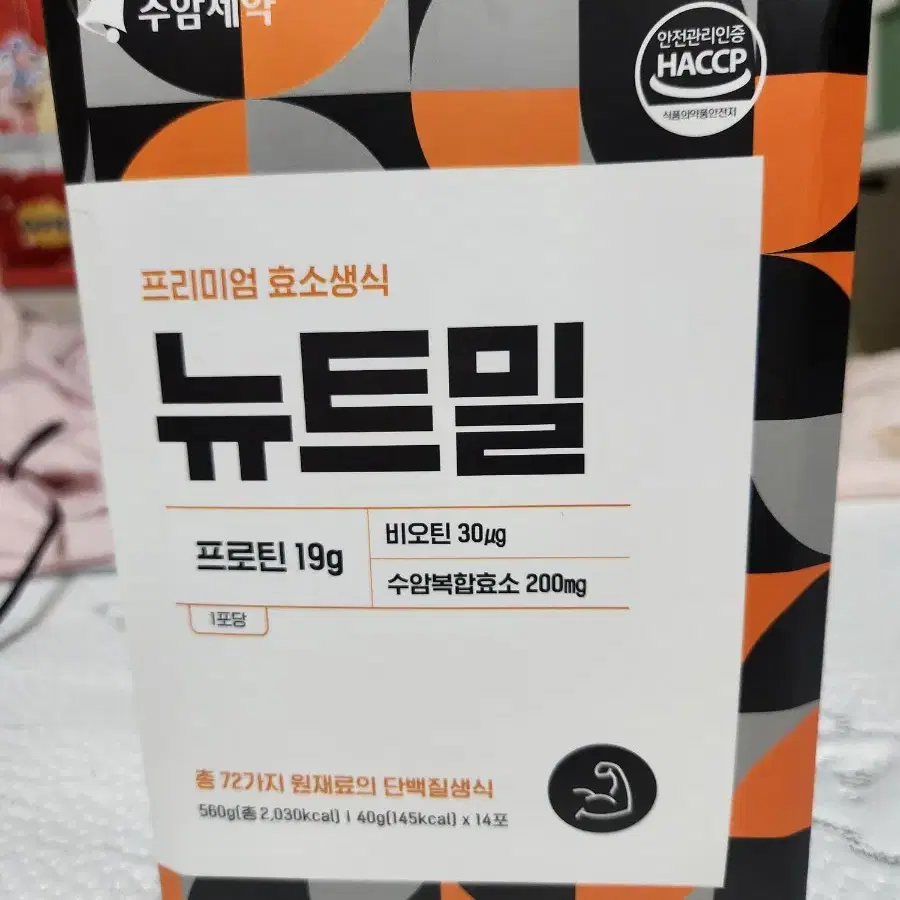 수암제약
안전관리인증
HACCP
식품의약품안전처
프리미엄 효소생식
뉴트밀
프로틴 19g
비오틴 30㎍
수암복합효소 200㎎
1포당
총 72가지 원재료의 단백질생식
560g(총 2,030kcal) I 40g(145kcal) x 14포